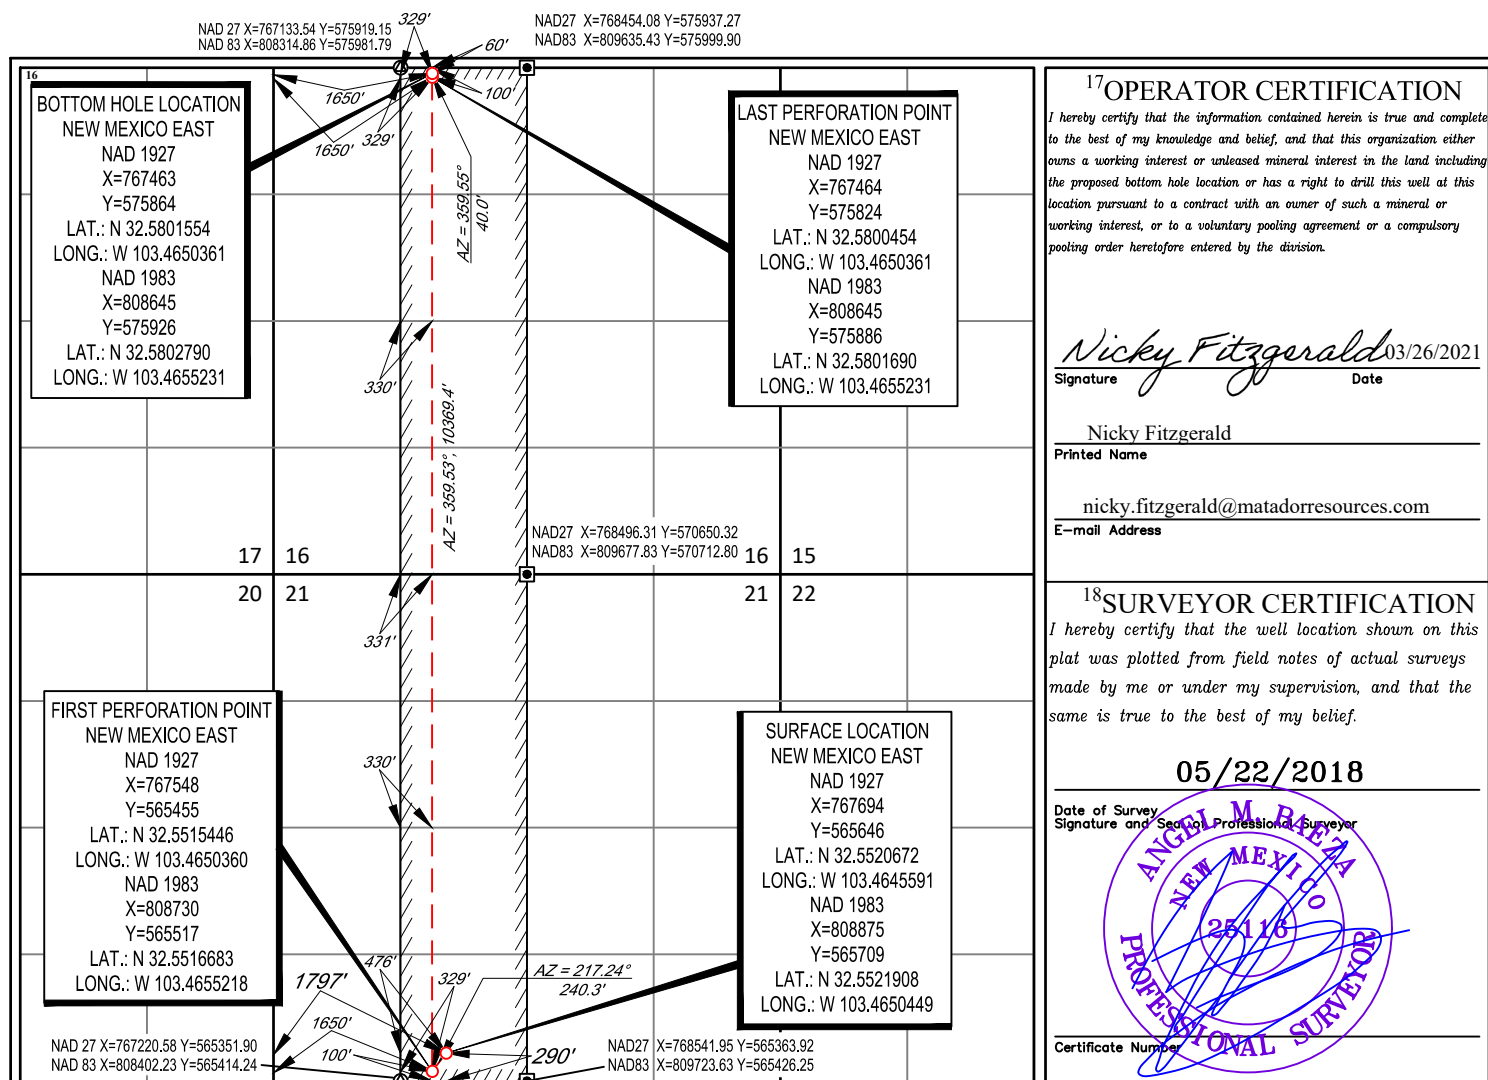 NAD 27 X=767133.54 Y=575919.15
NAD 83 X=808314.86 Y=575981.79
329'
NAD27 X=768454.08 Y=575937.27
NAD83 X=809635.43 Y=575999.90
60'
16
1650'
100'
1650'
329'
BOTTOM HOLE LOCATION
NEW MEXICO EAST
NAD 1927
X=767463
Y=575864
LAT.: N 32.5801554
LONG.: W 103.4650361
NAD 1983
X=808645
Y=575926
LAT.: N 32.5802790
LONG.: W 103.4655231
AZ = 359.55°
40.0'
LAST PERFORATION POINT
NEW MEXICO EAST
NAD 1927
X=767464
Y=575824
LAT.: N 32.5800454
LONG.: W 103.4650361
NAD 1983
X=808645
Y=575886
LAT.: N 32.5801690
LONG.: W 103.4655231
330'
AZ = 359.53°, 10369.4'
NAD27 X=768496.31 Y=570650.32
NAD83 X=809677.83 Y=570712.80
17 16
16 15
20 21
21 22
331'
330'
FIRST PERFORATION POINT
NEW MEXICO EAST
NAD 1927
X=767548
Y=565455
LAT.: N 32.5515446
LONG.: W 103.4650360
NAD 1983
X=808730
Y=565517
LAT.: N 32.5516683
LONG.: W 103.4655218
SURFACE LOCATION
NEW MEXICO EAST
NAD 1927
X=767694
Y=565646
LAT.: N 32.5520672
LONG.: W 103.4645591
NAD 1983
X=808875
Y=565709
LAT.: N 32.5521908
LONG.: W 103.4650449
476'
1797'
329'
AZ = 217.24°
240.3'
1650'
100'
290'
NAD 27 X=767220.58 Y=565351.90
NAD 83 X=808402.23 Y=565414.24
NAD27 X=768541.95 Y=565363.92
NAD83 X=809723.63 Y=565426.25
17 OPERATOR CERTIFICATION
I hereby certify that the information contained herein is true and complete
to the best of my knowledge and belief, and that this organization either
owns a working interest or unleased mineral interest in the land including
the proposed bottom hole location or has a right to drill this well at this
location pursuant to a contract with an owner of such a mineral or
working interest, or to a voluntary pooling agreement or a compulsory
pooling order heretofore entered by the division.
Nicky Fitzgerald 03/26/2021
Signature Date
Nicky Fitzgerald
Printed Name
nicky.fitzgerald@matadorresources.com
E-mail Address
18 SURVEYOR CERTIFICATION
I hereby certify that the well location shown on this
plat was plotted from field notes of actual surveys
made by me or under my supervision, and that the
same is true to the best of my belief.
05/22/2018
Date of Survey
Signature and Seal of Professional Surveyor
ANGEL M. BAEZA
NEW MEXICO
25116
PROFESSIONAL SURVEYOR
Certificate Number